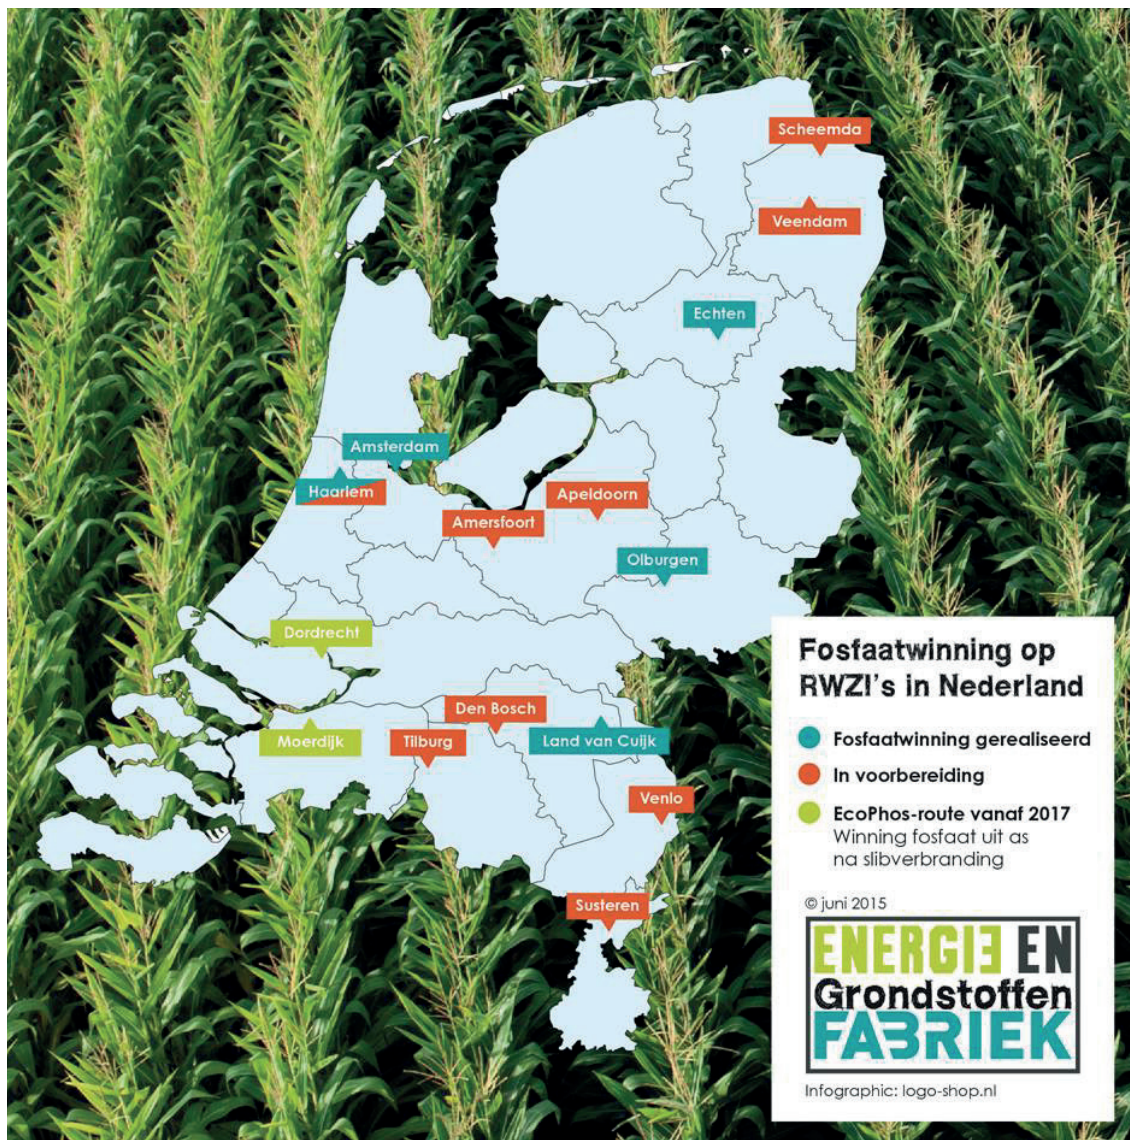 Scheemda
Veendam
Echten
Amsterdam
Haarlem
Apeldoorn
Amersfoort
Olburgen
Dordrecht
Den Bosch
Moerdijk
Tilburg
Land van Cuijk
Venlo
Susteren
Fosfaatwinning op
RWZI's in Nederland
Fosfaatwinning gerealiseerd
In voorbereiding
EcoPhos-route vanaf 2017
Winning fosfaat uit as
na slibverbranding
© juni 2015
ENERGIE EN
Grondstoffen
FABRIEK
Infographic: logo-shop.nl